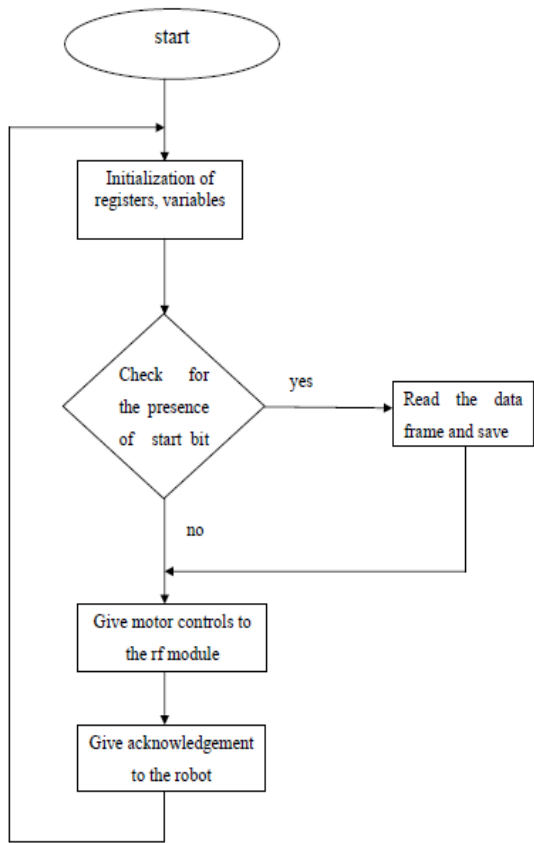 start
Initialization of
registers, variables
Check for
the presence
of start bit
yes
Read the data
frame and save
no
Give motor controls to
the rf module
Give acknowledgement
to the robot